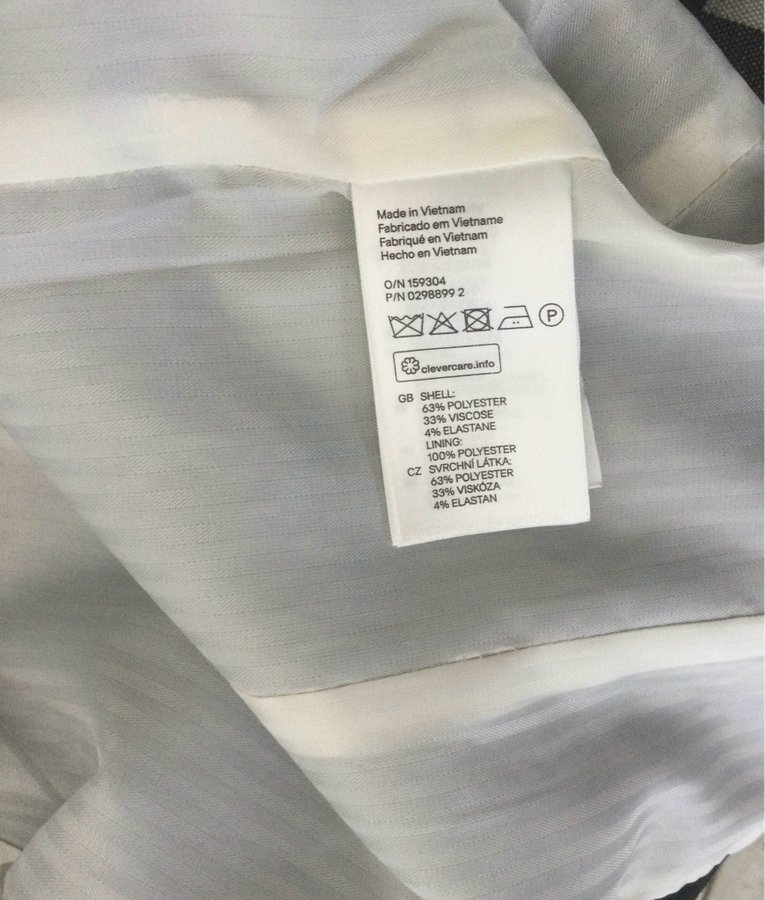 Made in Vietnam
Fabricado em Vietname
Fabriqué en Vietnam
Hecho en Vietnam
O/N 159304
P/N 0298899 2
P
clevercare.info
GB SHELL:
63% POLYESTER
33% VISCOSE
4% ELASTANE
LINING:
100% POLYESTER
CZ SVRCHNÍ LÁTKA:
63% POLYESTER
33% VISKÓZA
4% ELASTAN